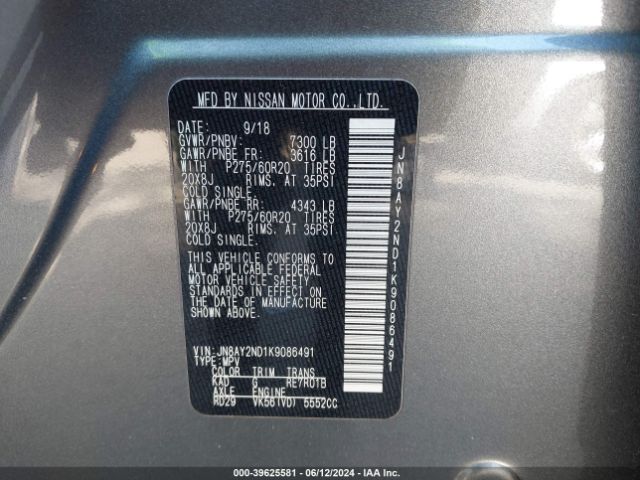 MFD BY NISSAN MOTOR CO.,LTD.
DATE: 9/18
GVWR/PNBV: 7300 LB
GAWR/PNBE FR: 3616 LB
WITH P275/60R20 TIRES
20X8J RIMS. AT 35PSI
COLD SINGLE.
GAWR/PNBE RR: 4343 LB
WITH P275/60R20 TIRES
20X8J RIMS. AT 35PSI
COLD SINGLE.
THIS VEHICLE CONFORMS TO
ALL APPLICABLE FEDERAL
MOTOR VEHICLE SAFETY
STANDARDS IN EFFECT ON
THE DATE OF MANUFACTURE
SHOWN ABOVE.
VIN:JN8AY2ND1K9086491
TYPE:MPV
COLOR TRIM TRANS
KAD G RE7R01B
AXLE ENGINE
RD29 VK56(VD) 5552CC
JN8AY2ND1K9086491
000-39625581 - 06/12/2024 - IAA Inc.